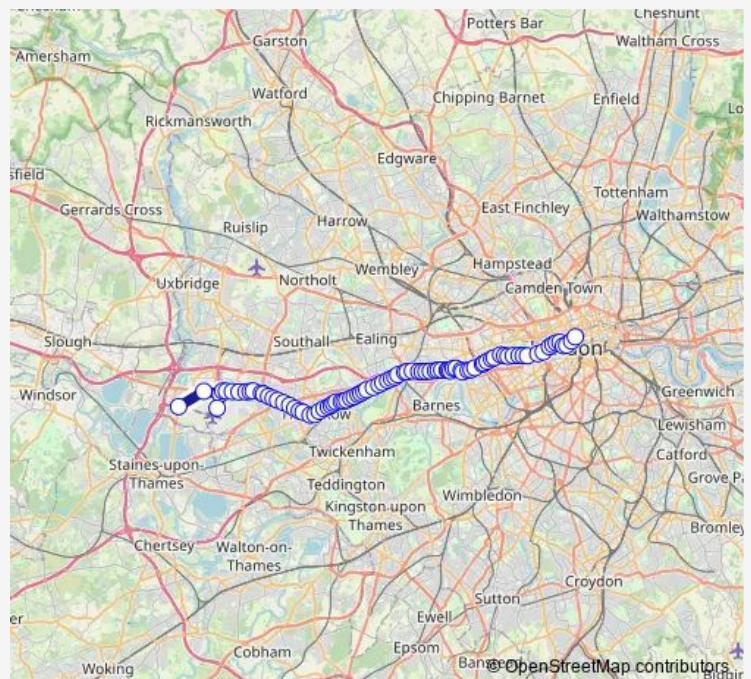 Cheshunt
Potters Bar
Garston
Waltham Cross
Amersham
Watford
Chipping Barnet
Enfield
Rickmansworth
Edgware
Tottenham
Gerrards Cross
East Finchley
Walthamstow
Harrow
Ruislip
Wembley
Hampstead
Uxbridge
Northolt
Camden Town
Slough
Southall
Ealing
Windsor
Greenwich
Barnes
Lewisham
Twickenham
Catford
Staines-upon-
Thames
Teddington
Grove P
Kingston upon
Thames
Wimbledon
Bromley
Chertsey
Walton-on-
Thames
Croydon
Sutton
Ewell
Cobham
Epsom
Woking
© OpenStreetMap contributors